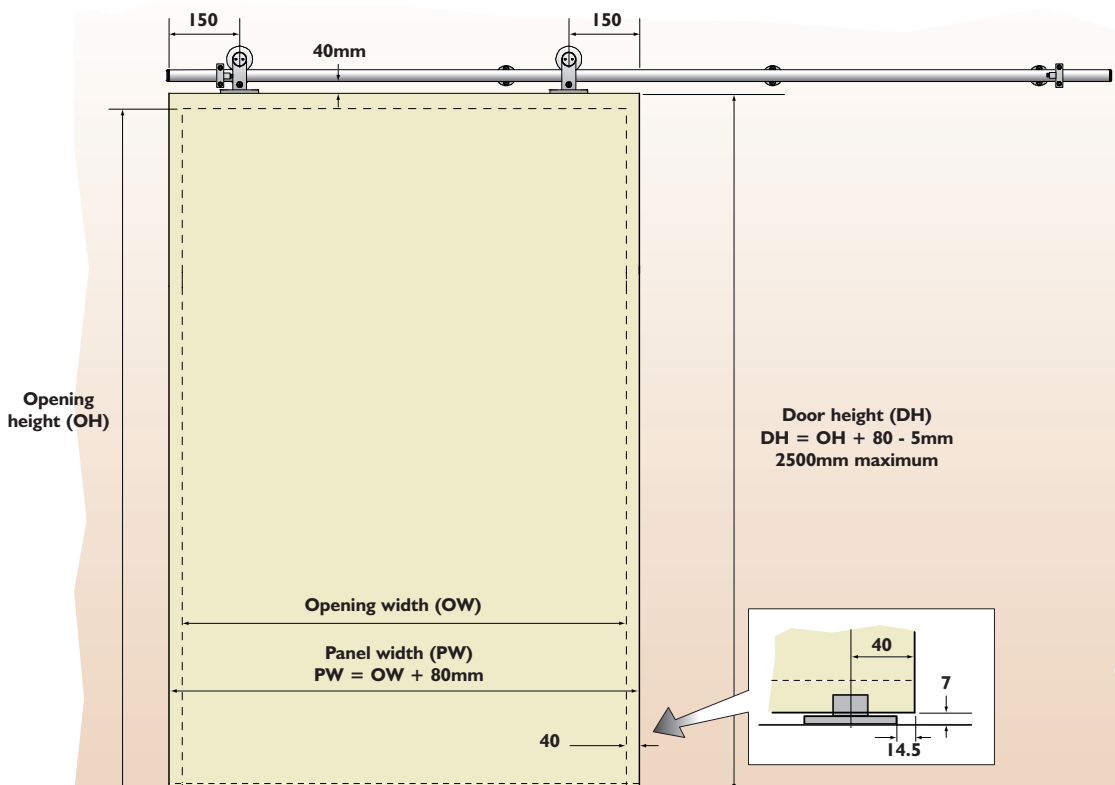 150
150
40mm
Opening
height (OH)
Door height (DH)
DH = OH + 80 - 5mm
2500mm maximum
Opening width (OW)
Panel width (PW)
PW = OW + 80mm
40
40
7
14.5